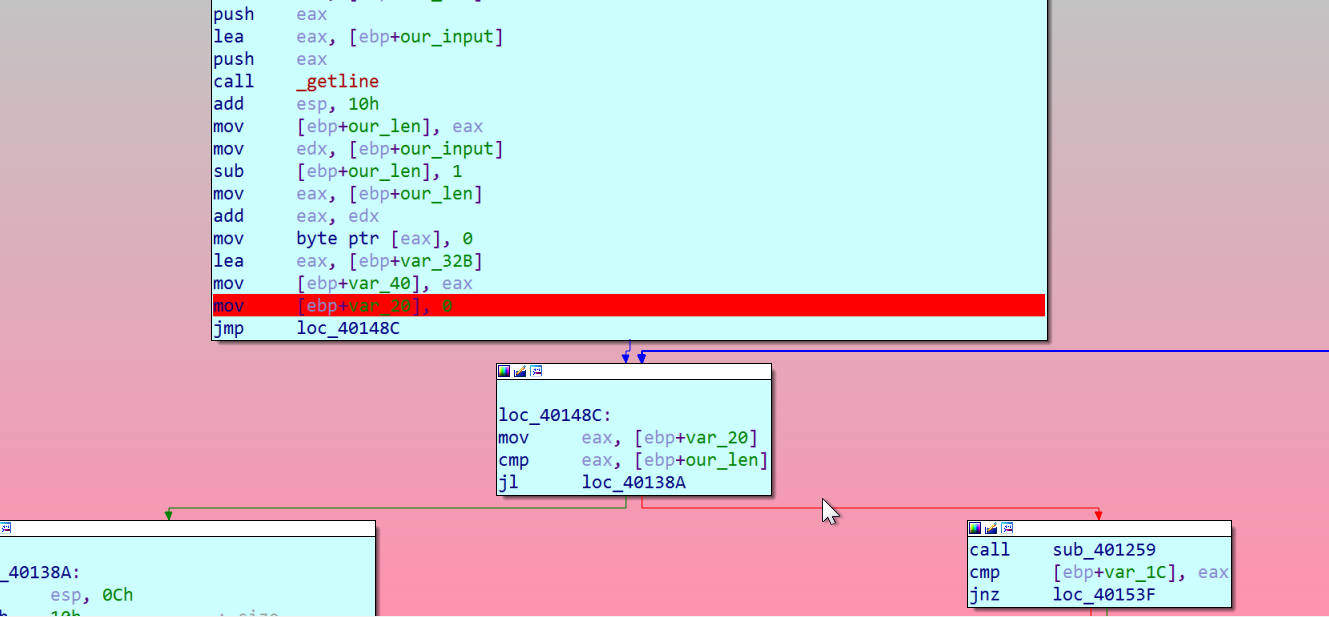 push eax
lea eax, [ebp+our_input]
push eax
call _getline
add esp, 10h
mov [ebp+our_len], eax
mov edx, [ebp+our_input]
sub [ebp+our_len], 1
mov eax, [ebp+our_len]
add eax, edx
mov byte ptr [eax], 0
lea eax, [ebp+var_32B]
mov [ebp+var_40], eax
mov [ebp+var_20], 0
jmp loc_40148C
loc_40148C:
mov eax, [ebp+var_20]
cmp eax, [ebp+our_len]
jl loc_40138A
_40138A:
esp, 0Ch
10h ; size
call sub_401259
cmp [ebp+var_1C], eax
jnz loc_40153F